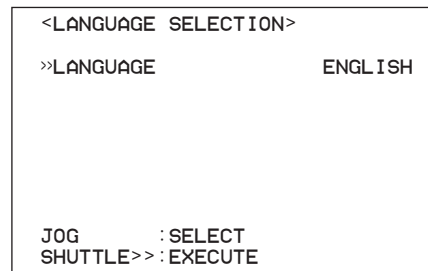 <LANGUAGE SELECTION>
»LANGUAGE ENGLISH
JOG :SELECT
SHUTTLE>>:EXECUTE